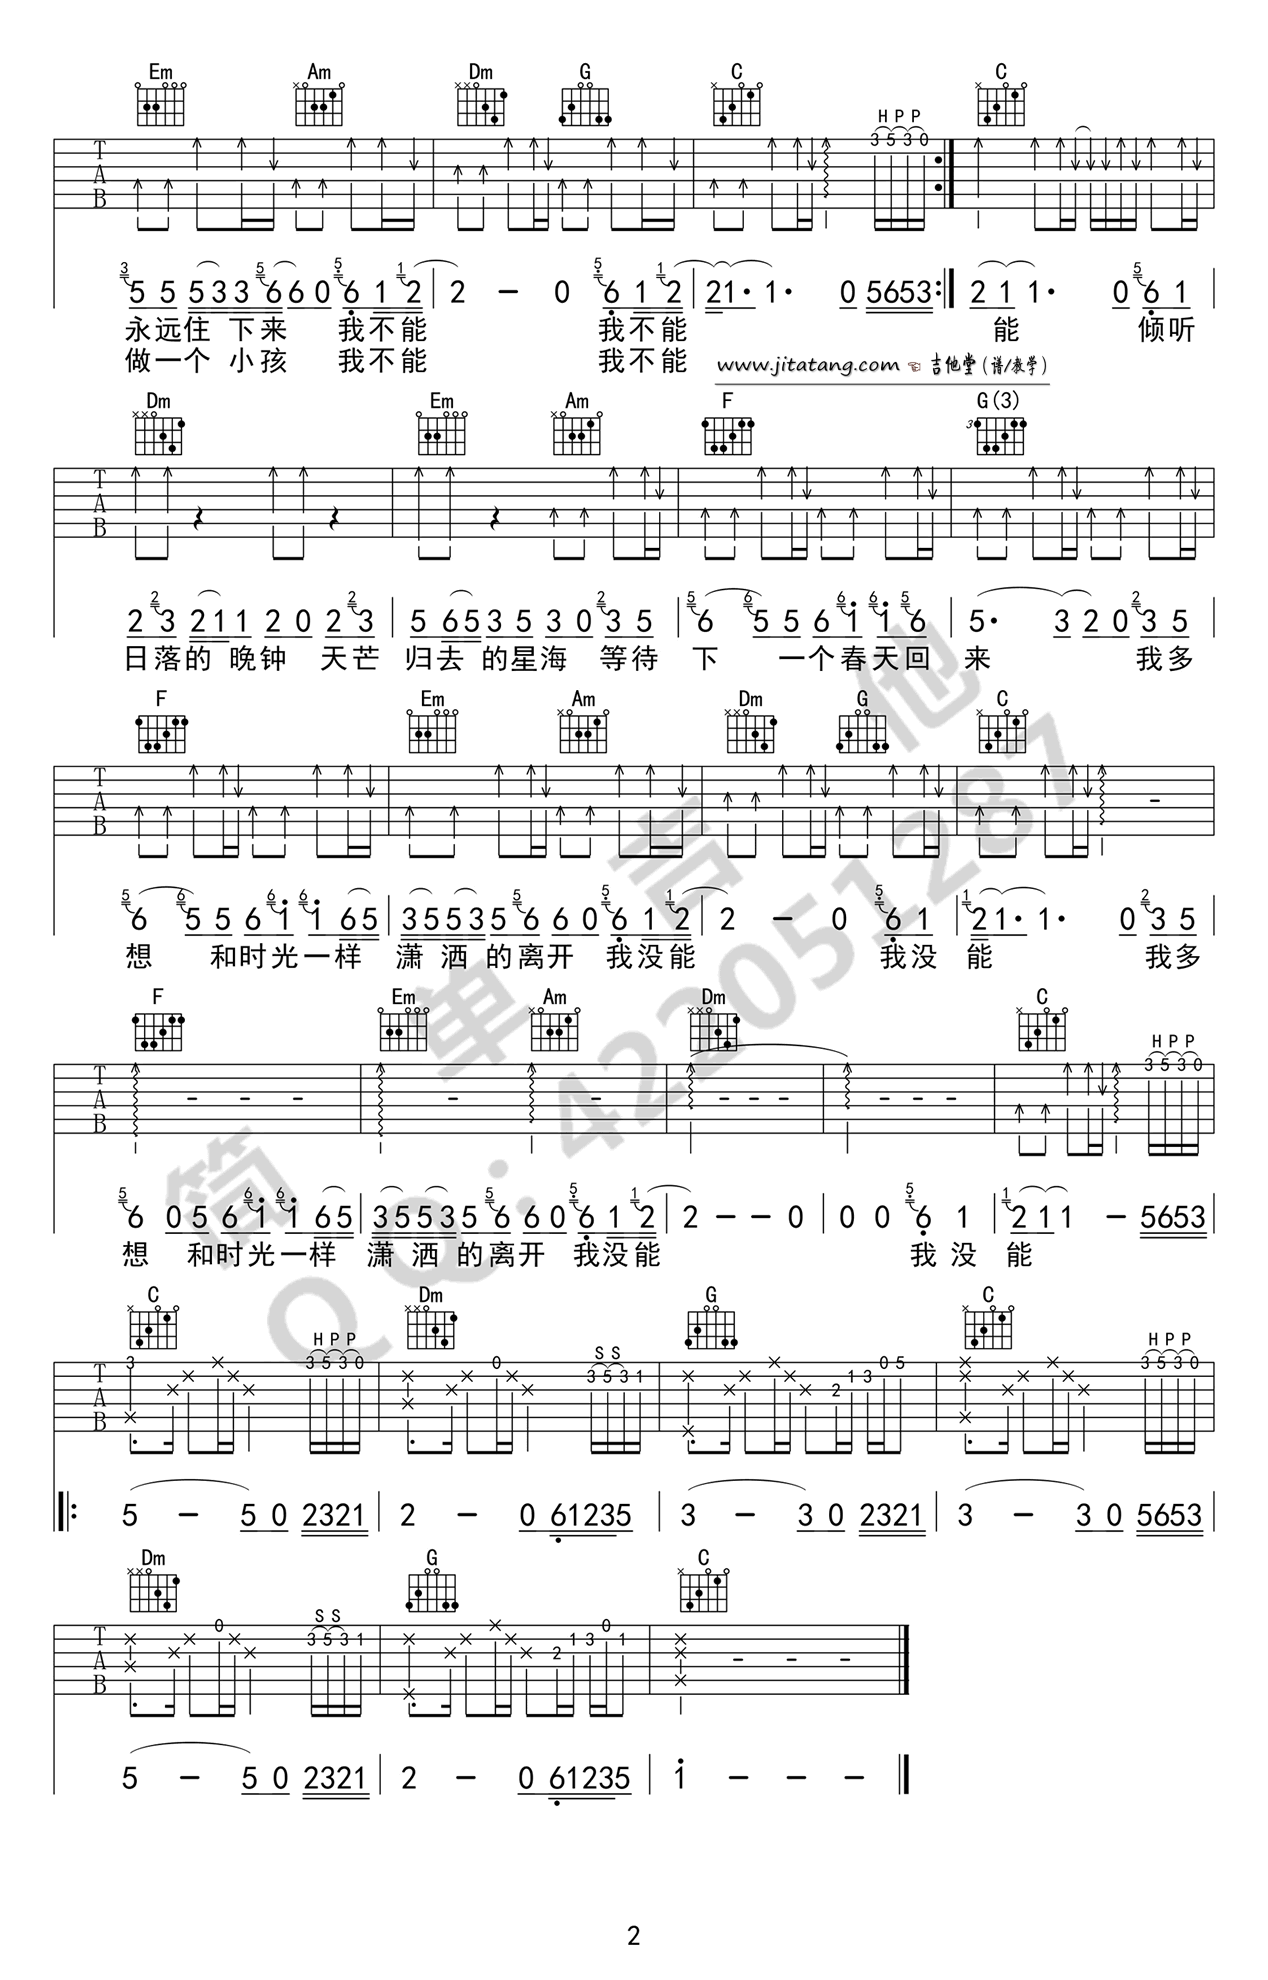 Em Am Dm G C C
H P P
3 5 3 0
T A B
5 5 5 3 3 6 6 0 6 1 2 2 — 0 6 1 2 2 1· 1· 0 5653 2 1 1· 0 6 1
永远住 下来 我不能 我不能 能 倾听
做一个 小孩 我不能 我不能
www.jitatang.com 吉他堂(谱/教学)
Dm Em Am F G(3)
3
T A B
2 3 2 1 1 2 0 2 3 5 6 5 3 5 3 0 3 5 6 5 5 6 1 1 6 5· 3 2 0 3 5
日落的 晚钟 天芒 归去 的星海 等待 下 一个春天回 来 我多
F Em Am Dm G C
T A B
6 5 5 6 1 1 6 5 3 5 5 3 5 6 6 0 6 1 2 2 — 0 6 1 2 1· 1· 0 3 5
想 和时光一样 潇 洒 的离开 我没能 我没 能 我多
F Em Am Dm C
H P P
3 5 3 0
T A B
6 0 5 6 1 1 6 5 3 5 5 3 5 6 6 0 6 1 2 2 — — 0 0 0 6 1 2 1 1 — 5653
想 和时光一样 潇 洒 的离开 我没能 我 没 能
C Dm G C
H P P S S H P P
3 3 5 3 0 0 3 5 3 1 2 1 3 0 5 3 5 3 0
T A B
5 — 5 0 2321 2 — 0 61235 3 — 3 0 2321 3 — 3 0 5653
Dm G C
S S
0 3 5 3 1 2 1 3 0 1
T A B
5 — 5 0 2321 2 — 0 61235 1 — — —
简单吉他
QQ:422051287
2